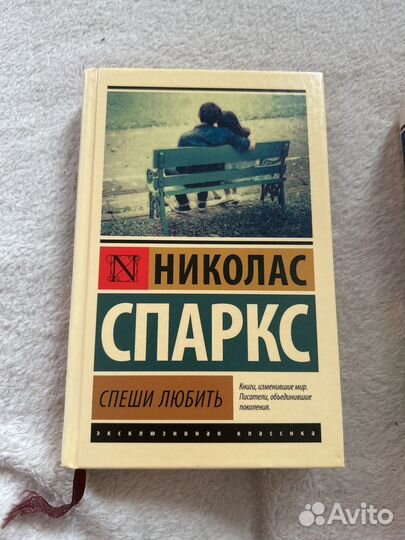 N
НИКОЛАС
СПАРКС
СПЕШИ ЛЮБИТЬ
Книги, изменившие мир.
Писатели, объединившие
поколения.
эксклюзивная классика
Avito